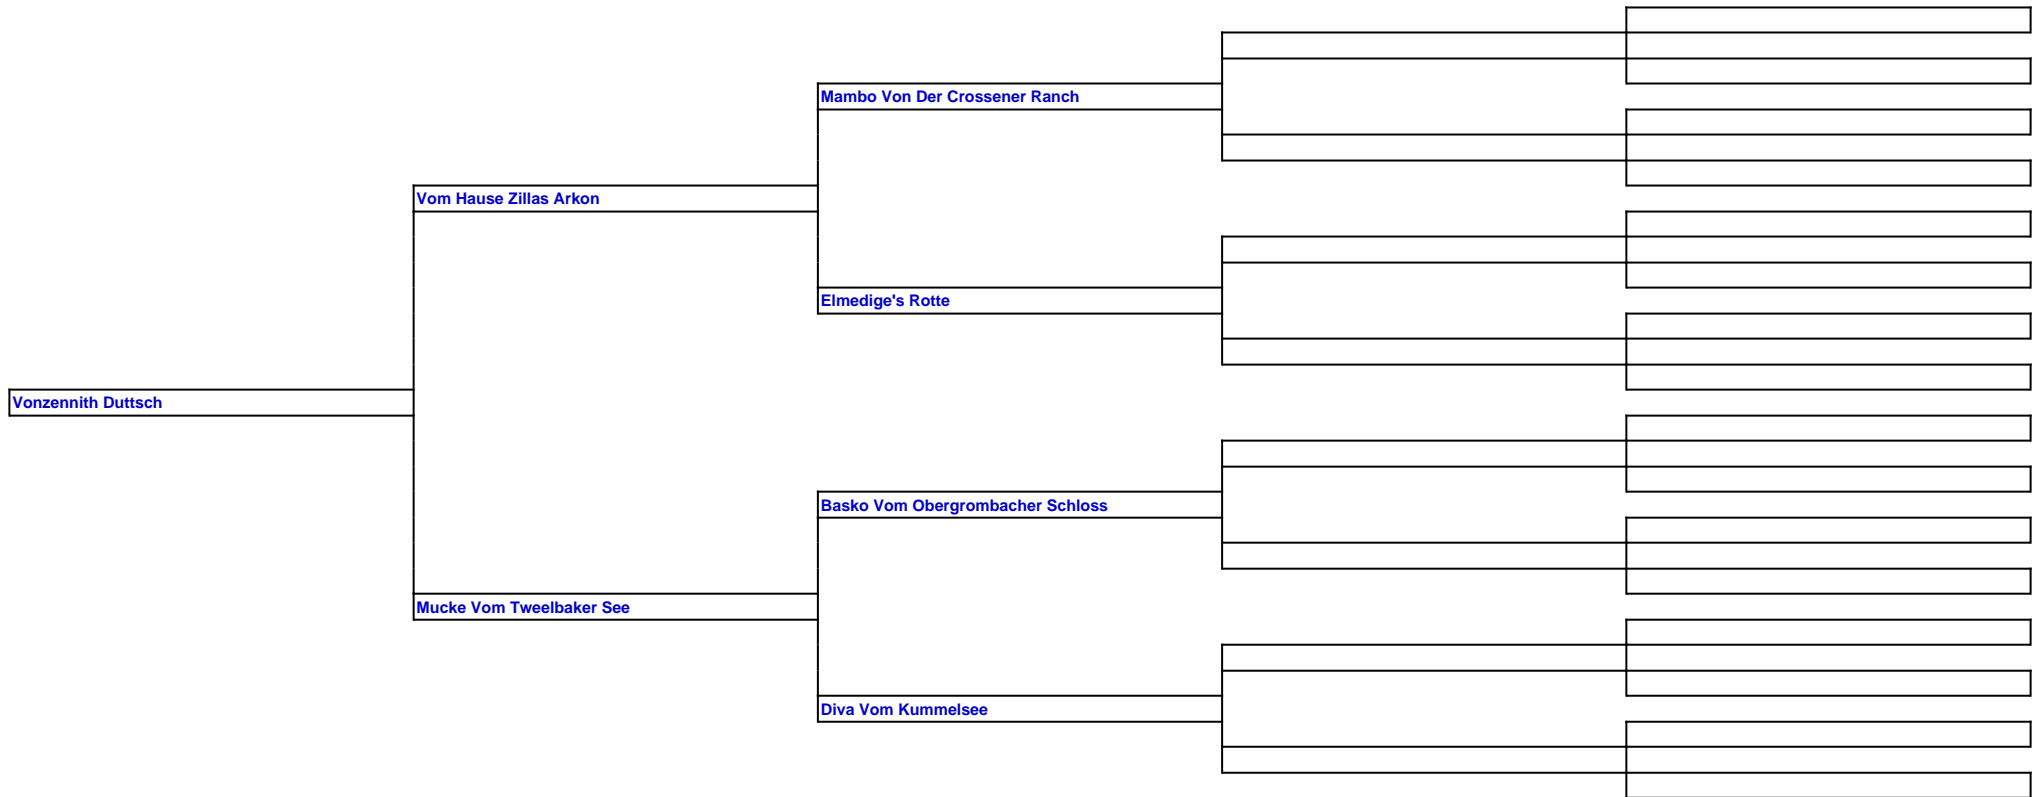 Mambo Von Der Crossener Ranch
Vom Hause Zillas Arkon
Elmedige's Rotte
Vonzennith Duttsch
Basko Vom Obergrombacher Schloss
Mucke Vom Tweelbaker See
Diva Vom Kummelsee